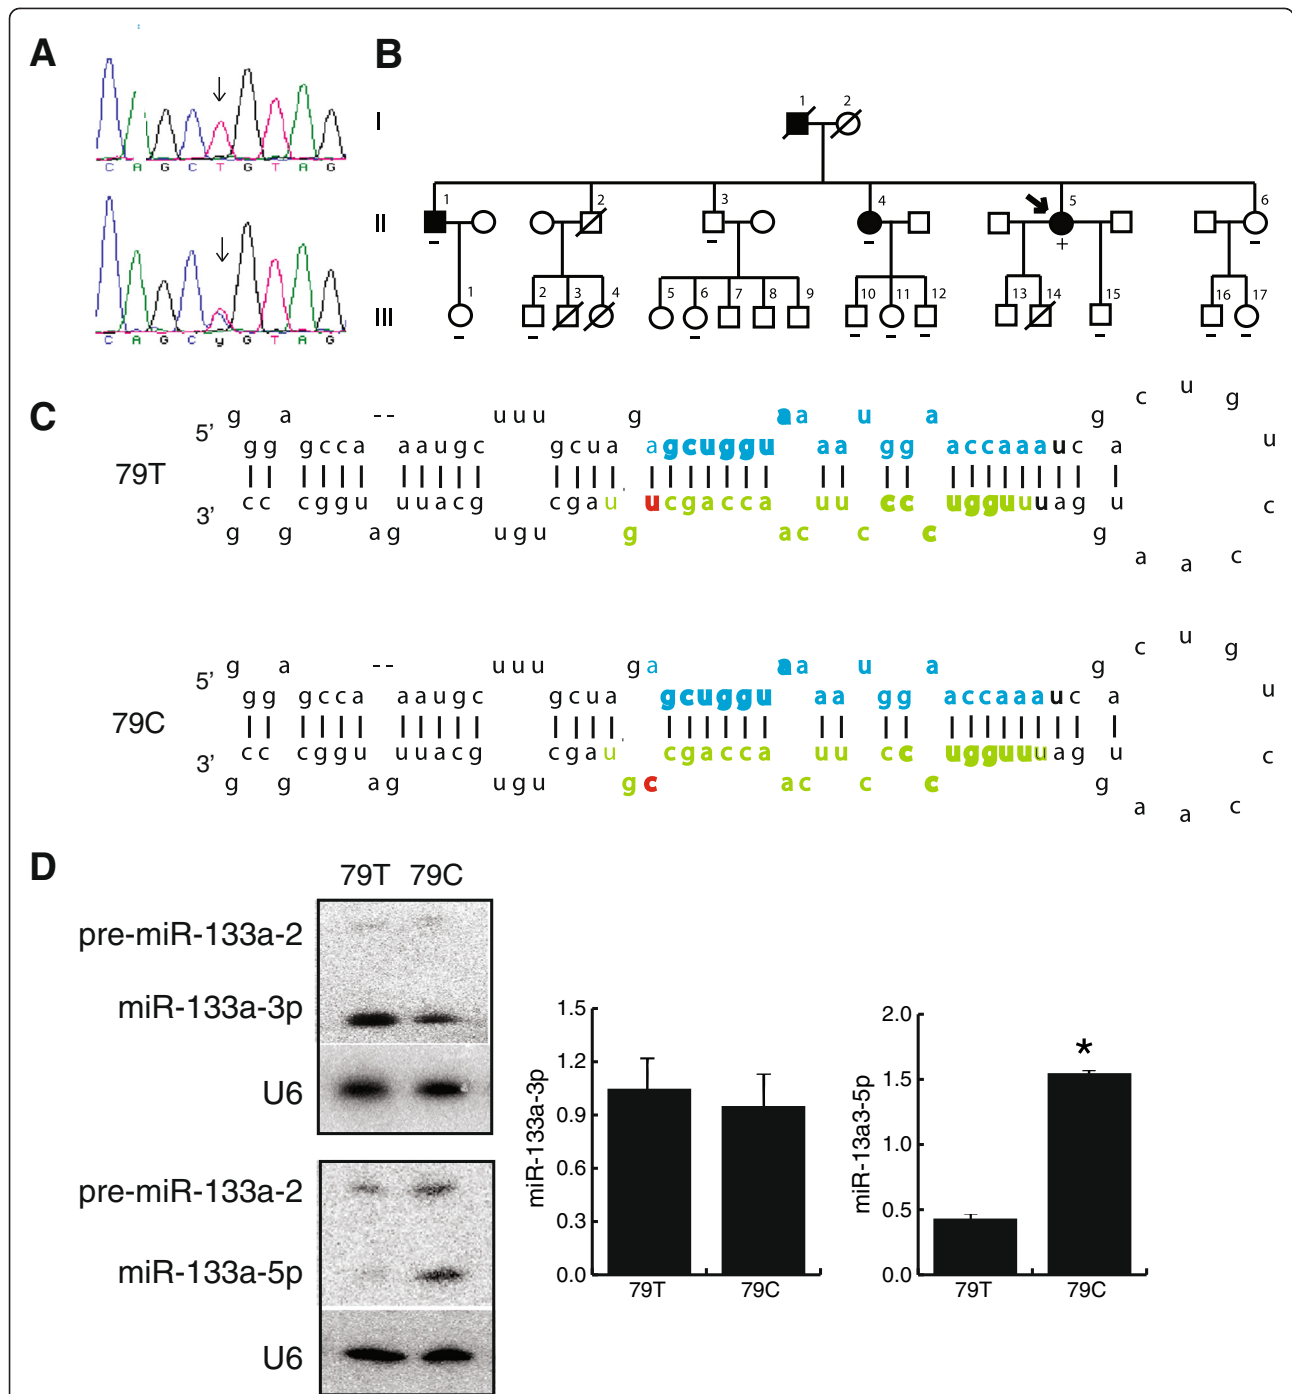 A
C A G C T G T A G
C A G C y G T A G
B
I
1 2
II
1 2 3 4 5 6
- - - + -
III
1 2 3 4 5 6 7 8 9 10 11 12 13 14 15 16 17
- - - - - - - - -
C
79T
g a -- uuu g aa u a g c u g
5' gg gcca aaugc gcua agcuggu aa gg accaaauc a u
3' cc cggu uuacg cgau ucgacca uu cc ugguuuag u c
g g ag ugu g ac c c g a a c
79C
g a -- uuu ga aa u a g c u g
5' gg gcca aaugc gcua gcuggu aa gg accaaauc a u
3' cc cggu uuacg cgau cgacca uu cc ugguuuag u c
g g ag ugu gc ac c c g a a c
D
79T 79C
pre-miR-133a-2
miR-133a-3p
U6
pre-miR-133a-2
miR-133a-5p
U6
miR-133a-3p
1.5
1.2
0.9
0.6
0.3
0.0
79T 79C
miR-13a3-5p
2.0
1.5
1.0
0.5
0.0
*
79T 79C